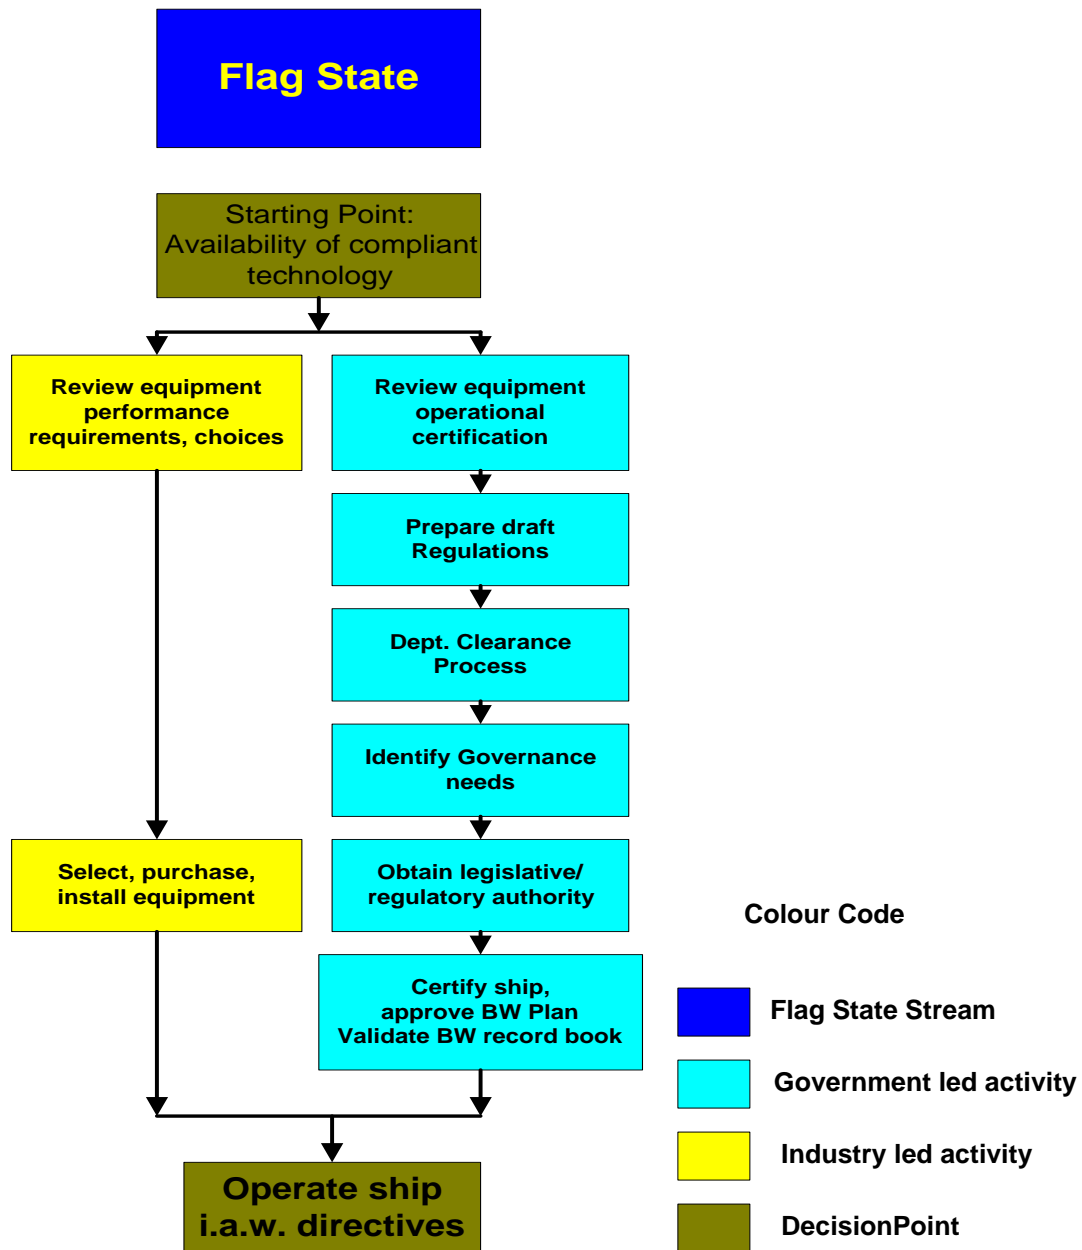 Flag State
Starting Point:
Availability of compliant
technology
Review equipment
performance
requirements, choices
Review equipment
operational
certification
Prepare draft
Regulations
Dept. Clearance
Process
Identify Governance
needs
Select, purchase,
install equipment
Obtain legislative/
regulatory authority
Certify ship,
approve BW Plan
Validate BW record book
Operate ship
i.a.w. directives
Colour Code
Flag State Stream
Government led activity
Industry led activity
DecisionPoint